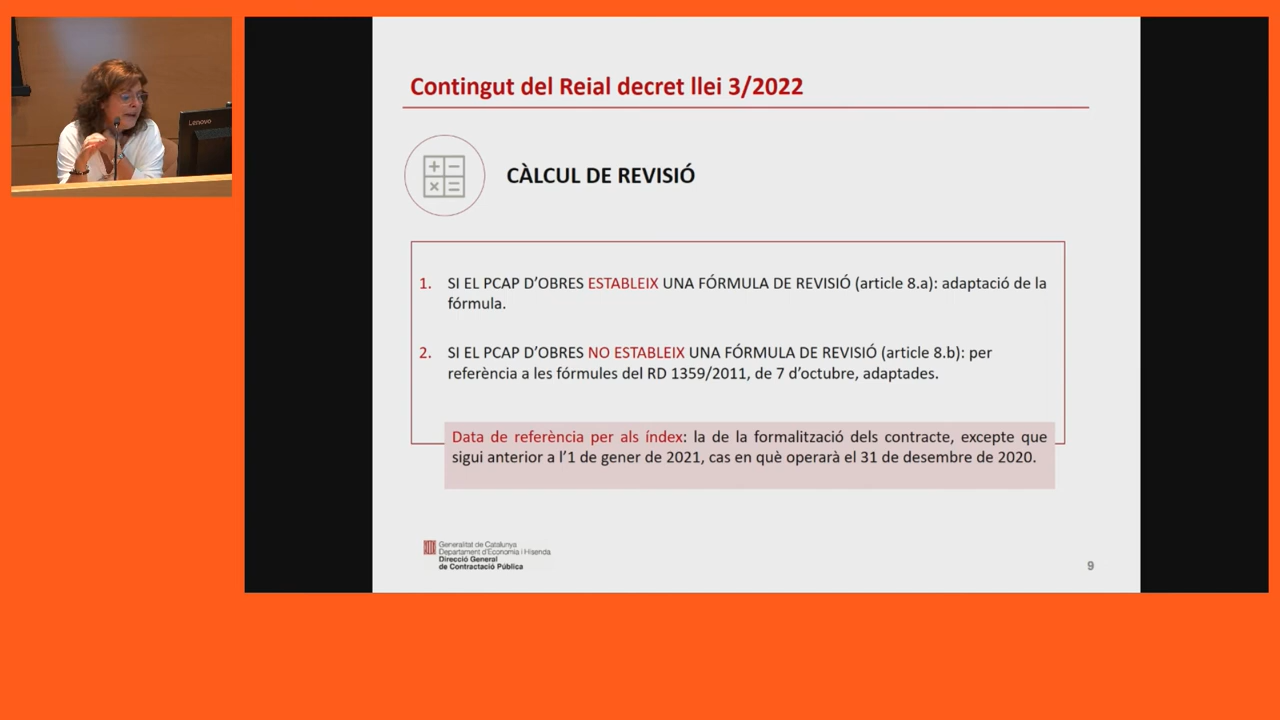 Lenovo
Contingut del Reial decret llei 3/2022
CÀLCUL DE REVISIÓ
1. SI EL PCAP D'OBRES ESTABLEIX UNA FÓRMULA DE REVISIÓ (article 8.a): adaptació de la
fórmula.
2. SI EL PCAP D'OBRES NO ESTABLEIX UNA FÓRMULA DE REVISIÓ (article 8.b): per
referència a les fórmules del RD 1359/2011, de 7 d'octubre, adaptades.
Data de referència per als índex: la de la formalització dels contracte, excepte que
sigui anterior a l'1 de gener de 2021, cas en què operarà el 31 de desembre de 2020.
Generalitat de Catalunya
Departament d'Economia i Hisenda
Direcció General
de Contractació Pública
9